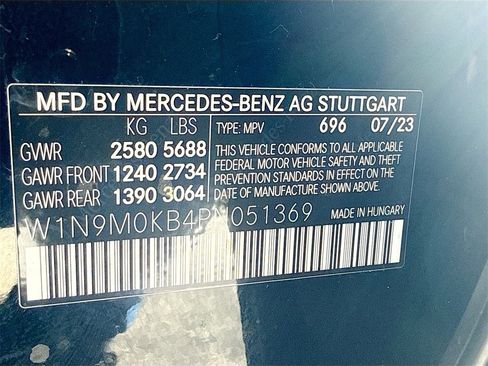 MFD BY MERCEDES-BENZ AG STUTTGART
KG LBS TYPE: MPV 696 07/23
GVWR 2580 5688
GAWR FRONT 1240 2734
GAWR REAR 1390 3064
THIS VEHICLE CONFORMS TO ALL APPLICABLE
FEDERAL MOTOR VEHICLE SAFETY AND THEFT
PREVENTION STANDARDS IN EFFECT ON THE
DATE OF MANUFACTURE SHOWN ABOVE.
W1N9M0KB4PN051369 MADE IN HUNGARY